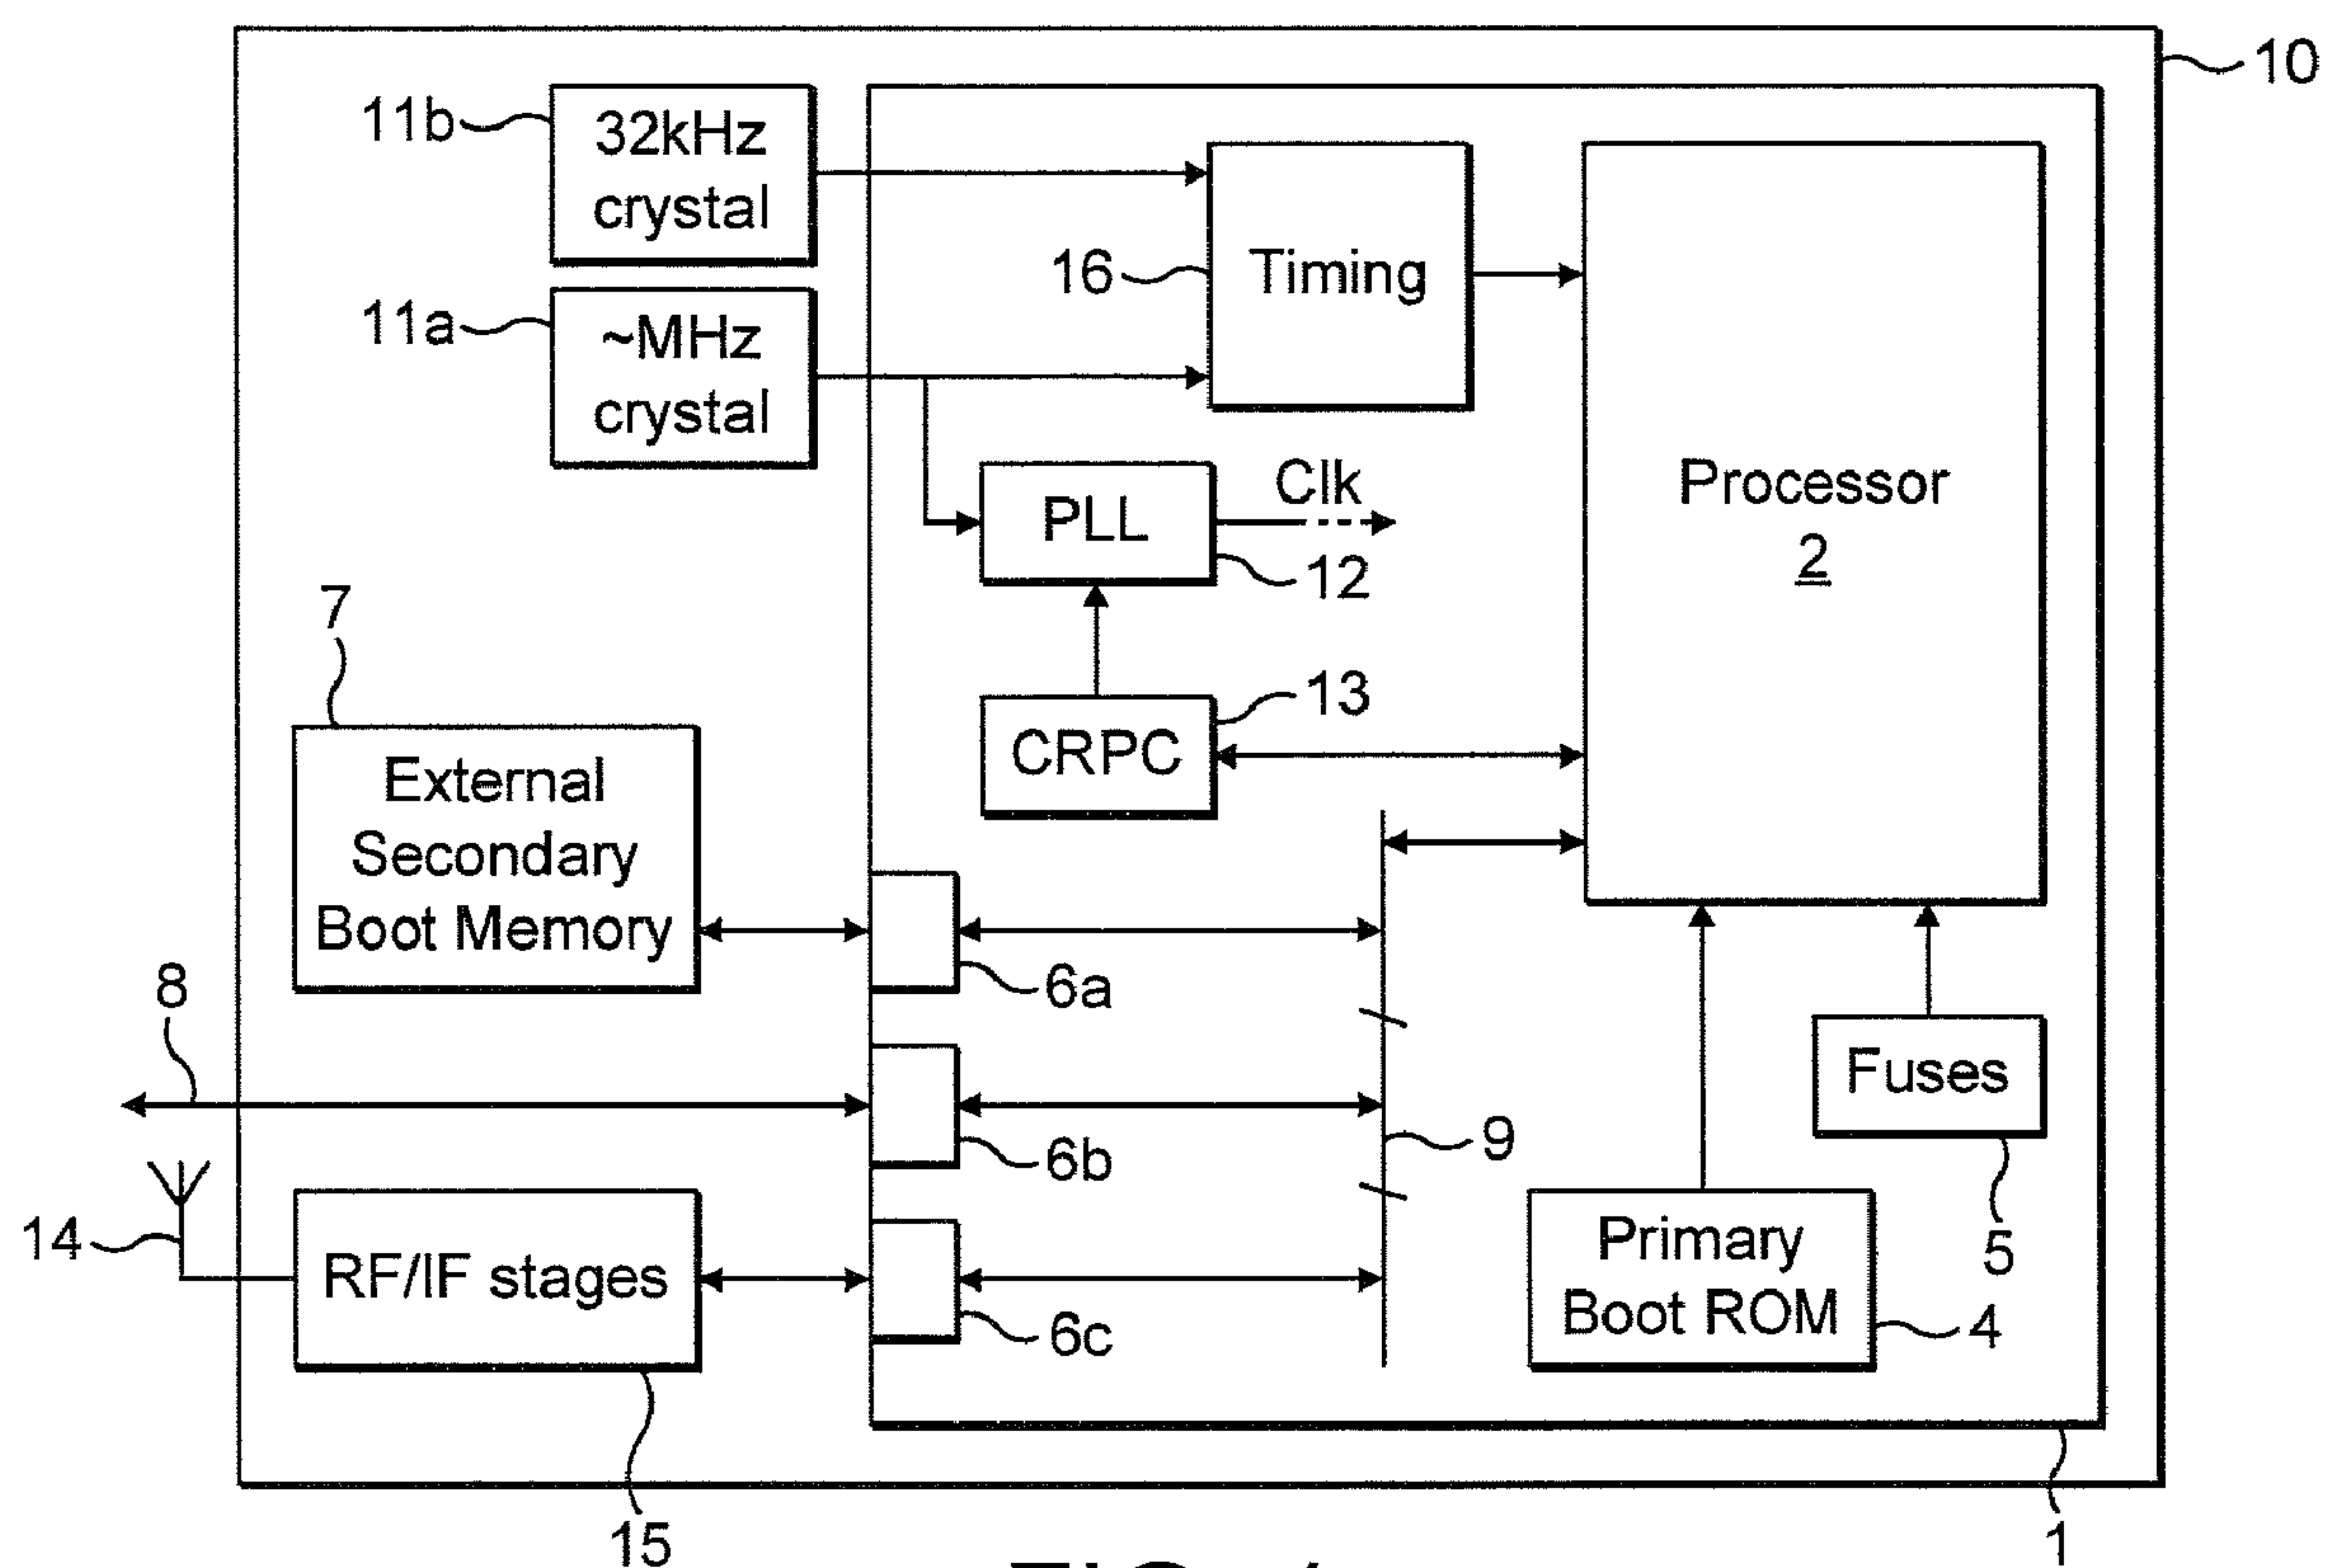 10
11b
32kHz
crystal
11a
~MHz
crystal
16
Timing
Processor
2
PLL
Clk
12
7
13
CRPC
External
Secondary
Boot Memory
6a
8
6b
9
Fuses
5
14
RF/IF stages
6c
Primary
Boot ROM
4
15
1